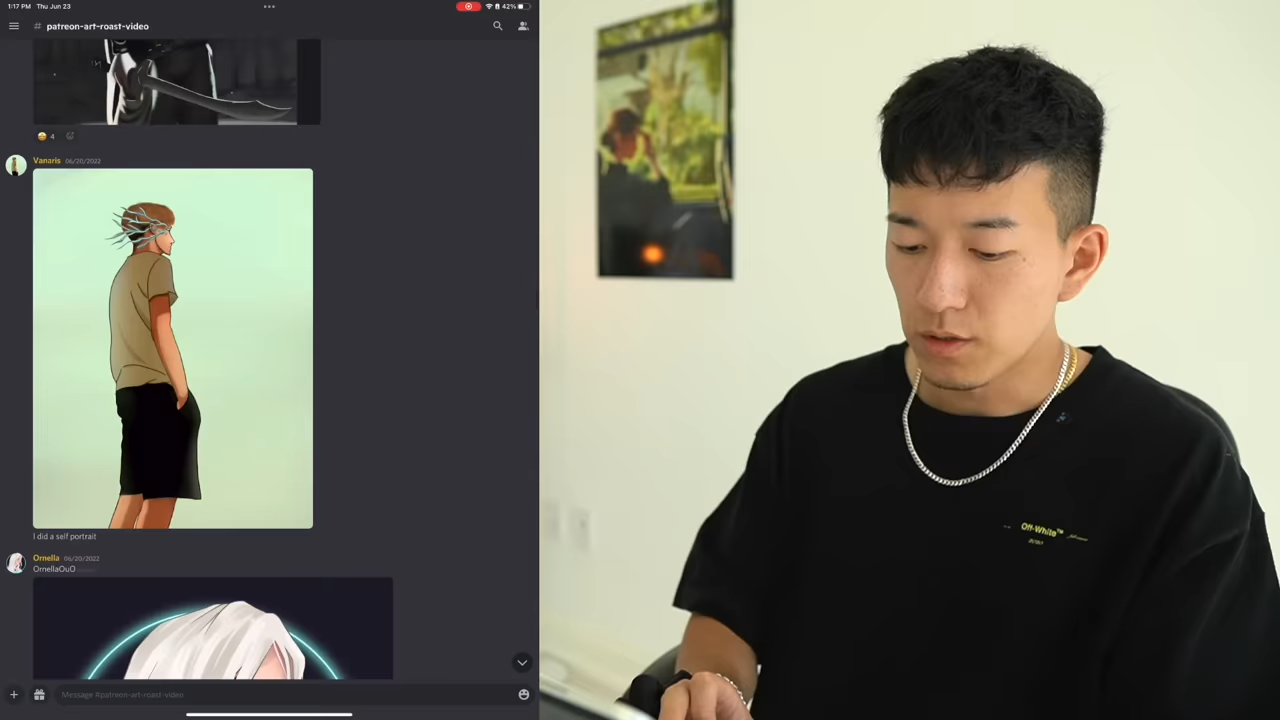 1:17 PM Thu Jun 23
42%
# patreon-art-roast-video
4
Vanaris 06/20/2022
I did a self portrait
Ornella 06/20/2022
OrnellaOuO
Message #patreon-art-roast-video
Off-White™